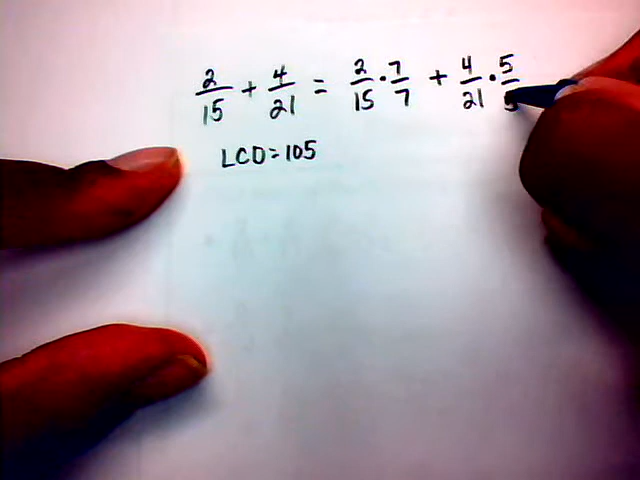 2/15 + 4/21 = 2/15 · 7/7 + 4/21 · 5/5
LCD = 105